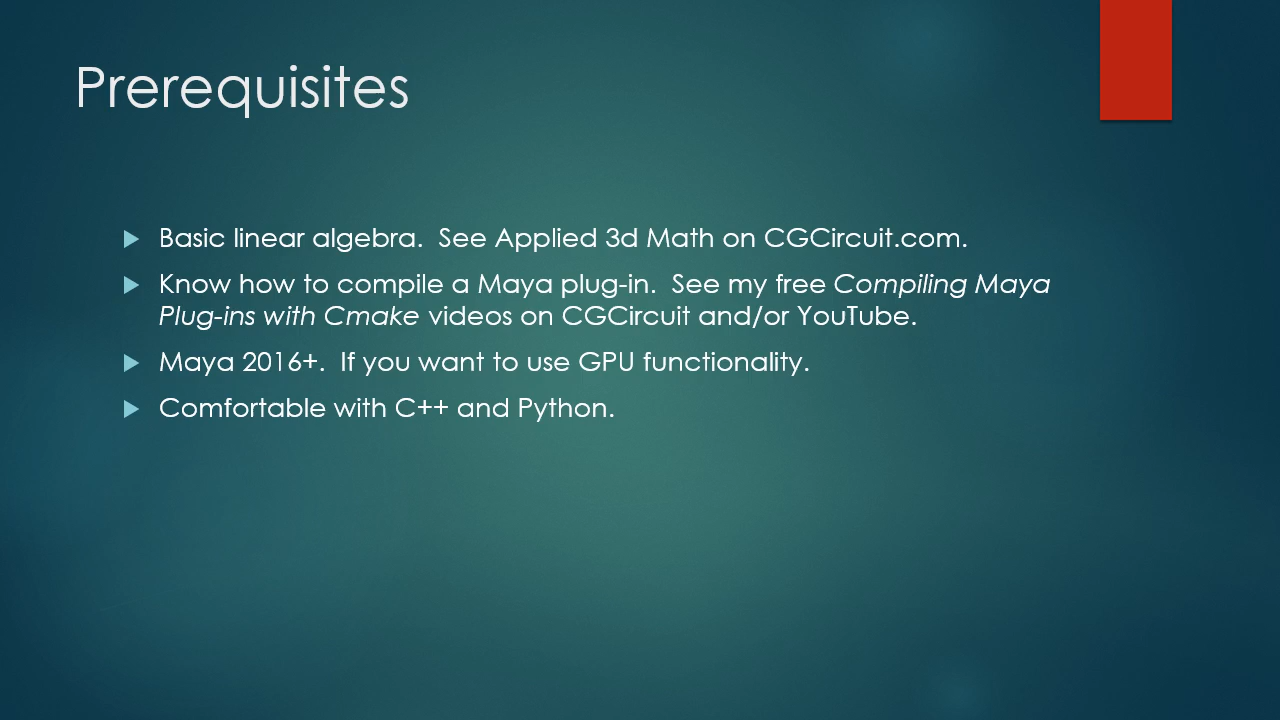 Prerequisites
Basic linear algebra.  See Applied 3d Math on CGCircuit.com.
Know how to compile a Maya plug-in.  See my free Compiling Maya
Plug-ins with Cmake videos on CGCircuit and/or YouTube.
Maya 2016+.  If you want to use GPU functionality.
Comfortable with C++ and Python.